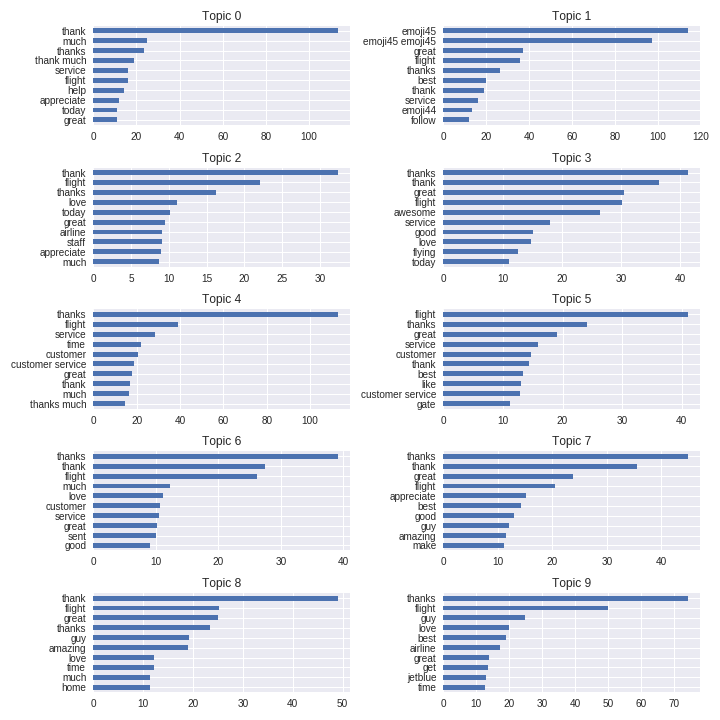 Topic 0
thank
much
thanks
thank much
service
flight
help
appreciate
today
great
0 20 40 60 80 100
Topic 1
emoji45
emoji45 emoji45
great
flight
thanks
best
thank
service
emoji44
follow
0 20 40 60 80 100 120
Topic 2
thank
flight
thanks
love
today
great
airline
staff
appreciate
much
0 5 10 15 20 25 30
Topic 3
thanks
thank
great
flight
awesome
service
good
love
flying
today
0 10 20 30 40
Topic 4
thanks
flight
service
time
customer
customer service
great
thank
much
thanks much
0 20 40 60 80 100
Topic 5
flight
thanks
great
service
customer
thank
best
like
customer service
gate
0 10 20 30 40
Topic 6
thanks
thank
flight
much
love
customer
service
great
sent
good
0 10 20 30 40
Topic 7
thanks
thank
great
flight
appreciate
best
good
guy
amazing
make
0 10 20 30 40
Topic 8
thank
flight
great
thanks
guy
amazing
love
time
much
home
0 10 20 30 40 50
Topic 9
thanks
flight
guy
love
best
airline
great
get
jetblue
time
0 10 20 30 40 50 60 70